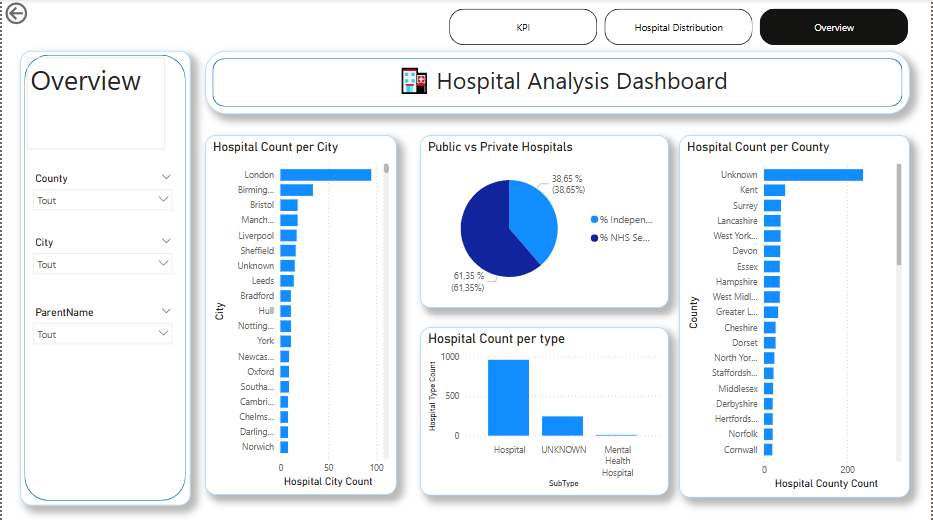 KPI
Hospital Distribution
Overview
Overview
Hospital Analysis Dashboard
County
Tout
City
Tout
ParentName
Tout
Hospital Count per City
London
Birming...
Bristol
Manch...
Liverpool
Sheffield
Unknown
Leeds
Bradford
Hull
Notting...
York
Newcas...
Oxford
Southa...
Cambri...
Chelms...
Darling...
Norwich
City
0 50 100
Hospital City Count
Public vs Private Hospitals
38,65 %
(38,65%)
% Indepen...
% NHS Se...
61,35 %
(61,35%)
Hospital Count per type
Hospital Type Count
1000
500
0
Hospital UNKNOWN Mental
Health
Hospital
SubType
Hospital Count per County
Unknown
Kent
Surrey
Lancashire
West York...
Devon
Essex
Hampshire
West Midl...
Greater L...
Cheshire
Dorset
North Yor...
Staffordsh...
Middlesex
Derbyshire
Hertfords...
Norfolk
Cornwall
County
0 200
Hospital County Count